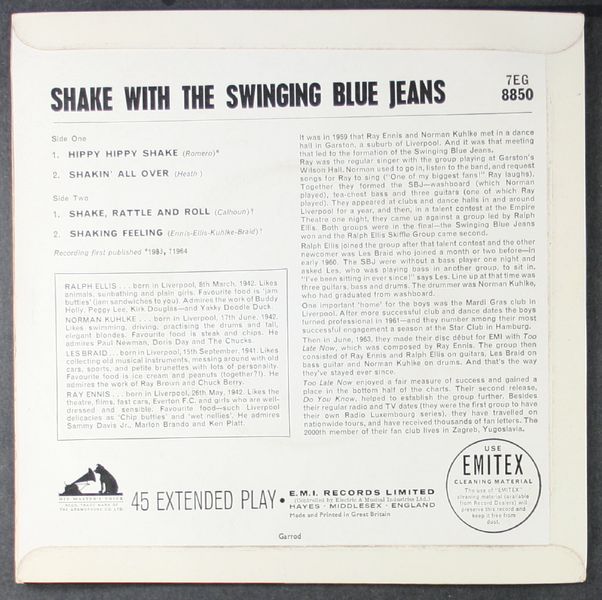 SHAKE WITH THE SWINGING BLUE JEANS
7EG
8850
Side One
1. HIPPY HIPPY SHAKE (Romero)*
2. SHAKIN' ALL OVER (Heath)
Side Two
1. SHAKE, RATTLE AND ROLL (Calhoun)†
2. SHAKING FEELING (Ennis-Ellis-Kuhlke-Braid)†
Recording first published *1963, †1964
RALPH ELLIS . . . born in Liverpool, 8th March, 1942. Likes
animals, sunbathing and plain girls. Favourite food is 'jam
butties' (jam sandwiches to you). Admires the work of Buddy
Holly, Peggy Lee, Kirk Douglas—and Yakky Doodle Duck.
NORMAN KUHLKE . . . born in Liverpool, 17th June, 1942.
Likes swimming, driving, practising the drums and tall,
elegant blondes. Favourite food is steak and chips. He
admires Paul Newman, Doris Day and The Chucks.
LES BRAID . . . born in Liverpool, 15th September, 1941. Likes
collecting old musical instruments, messing around with old
cars, sports, and petite brunettes with lots of personality.
Favourite food is ice cream and peanuts (together?!). He
admires the work of Ray Brown and Chuck Berry.
RAY ENNIS . . . born in Liverpool, 26th May, 1942. Likes the
theatre, films, fast cars, Everton F.C. and girls who are well-
dressed and sensible. Favourite food—such Liverpool
delicacies as 'Chip butties' and 'wet nellies'. He admires
Sammy Davis Jr., Marlon Brando and Ken Platt.
It was in 1959 that Ray Ennis and Norman Kuhlke met in a dance
hall in Garston, a suburb of Liverpool. And it was that meeting
that led to the formation of the Swinging Blue Jeans.
Ray was the regular singer with the group playing at Garston's
Wilson Hall. Norman used to go in, listen to the band, and request
songs for Ray to sing ("One of my biggest fans!" Ray laughs).
Together they formed the SBJ—washboard (which Norman
played), tea-chest bass and three guitars (one of which Ray
played). They appeared at clubs and dance halls in and around
Liverpool for a year, and then, in a talent contest at the Empire
Theatre one night, they came up against a group led by Ralph
Ellis. Both groups were in the final—the Swinging Blue Jeans
won and the Ralph Ellis Skiffle Group came second.
Ralph Ellis joined the group after that talent contest and the other
newcomer was Les Braid who joined a month or two before—in
early 1960. The SBJ were without a bass player one night and
asked Les, who was playing bass in another group, to sit in.
"I've been sitting in ever since!" says Les. Line up at that time was
three guitars, bass and drums. The drummer was Norman Kuhlke,
who had graduated from washboard.
One important 'home' for the boys was the Mardi Gras club in
Liverpool. After more successful club and dance dates the boys
turned professional in 1961—and they number among their most
successful engagement a season at the Star Club in Hamburg.
Then in June, 1963, they made their disc début for EMI with Too
Late Now, which was composed by Ray Ennis. The group then
consisted of Ray Ennis and Ralph Ellis on guitars, Les Braid on
bass guitar and Norman Kuhlke on drums. And that's the way
they've stayed ever since.
Too Late Now enjoyed a fair measure of success and gained a
place in the bottom half of the charts. Their second release,
Do You Know, helped to establish the group further. Besides
their regular radio and TV dates (they were the first group to have
their own Radio Luxembourg series), they have travelled on
nationwide tours, and have received thousands of fan letters. The
2000th member of their fan club lives in Zagreb, Yugoslavia.
HIS MASTER'S VOICE
45 EXTENDED PLAY •
E.M.I. RECORDS LIMITED
(Controlled by Electric & Musical Industries Ltd.)
HAYES • MIDDLESEX • ENGLAND
Made and Printed in Great Britain
USE
EMITEX
CLEANING MATERIAL
The use of "EMITEX"
cleaning material (available
from Record Dealers) will
preserve this record and
keep it free from
dust.
Garrod